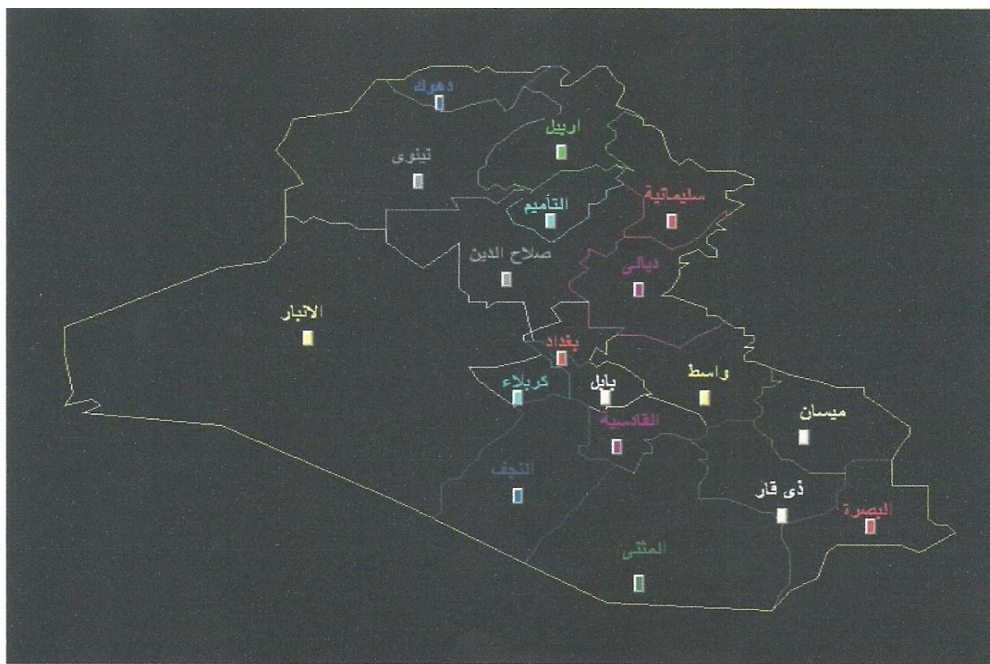 دهوك
اربيل
نينوى
سليمانية
التأميم
صلاح الدين
ديالى
الانبار
بغداد
واسط
بابل
كربلاء
ميسان
القادسية
النجف
ذى قار
البصرة
المثنى